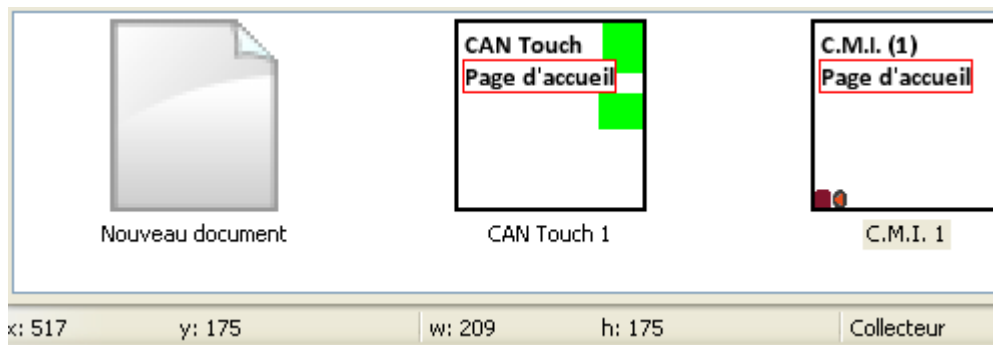 CAN Touch
Page d'accueil
C.M.I. (1)
Page d'accueil
Nouveau document
CAN Touch 1
C.M.I. 1
x: 517 y: 175 w: 209 h: 175 Collecteur